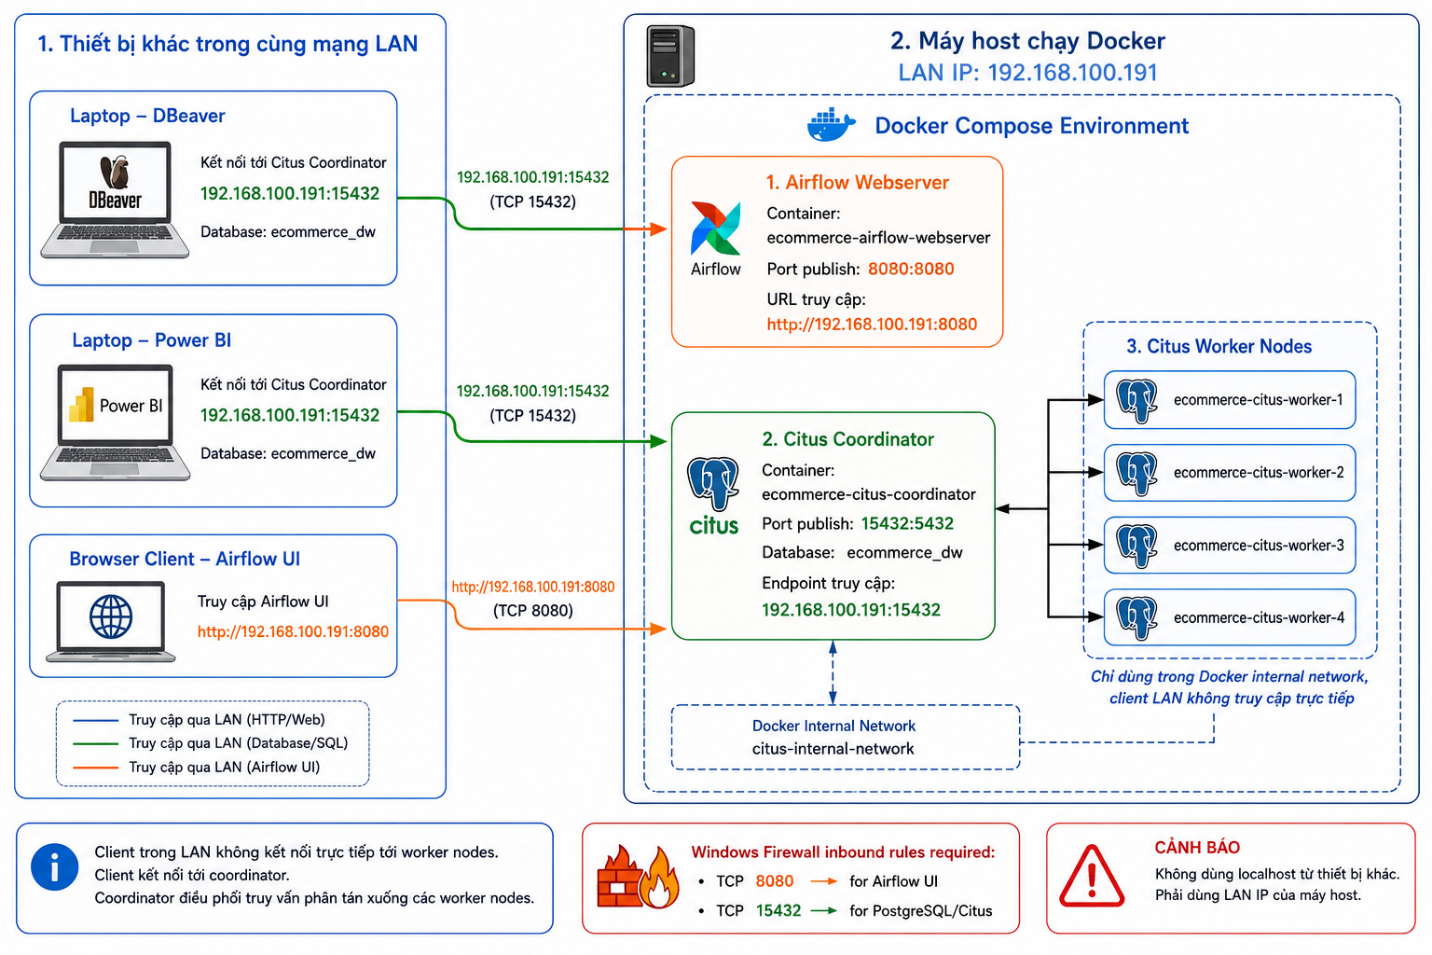 1. Thiết bị khác trong cùng mạng LAN
Laptop – DBeaver
DBeaver
Kết nối tới Citus Coordinator
192.168.100.191:15432
Database: ecommerce_dw
Laptop – Power BI
Power BI
Kết nối tới Citus Coordinator
192.168.100.191:15432
Database: ecommerce_dw
Browser Client – Airflow UI
Truy cập Airflow UI
http://192.168.100.191:8080
Truy cập qua LAN (HTTP/Web)
Truy cập qua LAN (Database/SQL)
Truy cập qua LAN (Airflow UI)
192.168.100.191:15432
(TCP 15432)
192.168.100.191:15432
(TCP 15432)
http://192.168.100.191:8080
(TCP 8080)
2. Máy host chạy Docker
LAN IP: 192.168.100.191
Docker Compose Environment
1. Airflow Webserver
Airflow
Container:
ecommerce-airflow-webserver
Port publish: 8080:8080
URL truy cập:
http://192.168.100.191:8080
2. Citus Coordinator
citus
Container:
ecommerce-citus-coordinator
Port publish: 15432:5432
Database: ecommerce_dw
Endpoint truy cập:
192.168.100.191:15432
3. Citus Worker Nodes
ecommerce-citus-worker-1
ecommerce-citus-worker-2
ecommerce-citus-worker-3
ecommerce-citus-worker-4
Chỉ dùng trong Docker internal network,
client LAN không truy cập trực tiếp
Docker Internal Network
citus-internal-network
Client trong LAN không kết nối trực tiếp tới worker nodes.
Client kết nối tới coordinator.
Coordinator điều phối truy vấn phân tán xuống các worker nodes.
Windows Firewall inbound rules required:
• TCP 8080 → for Airflow UI
• TCP 15432 → for PostgreSQL/Citus
CẢNH BÁO
Không dùng localhost từ thiết bị khác.
Phải dùng LAN IP của máy host.